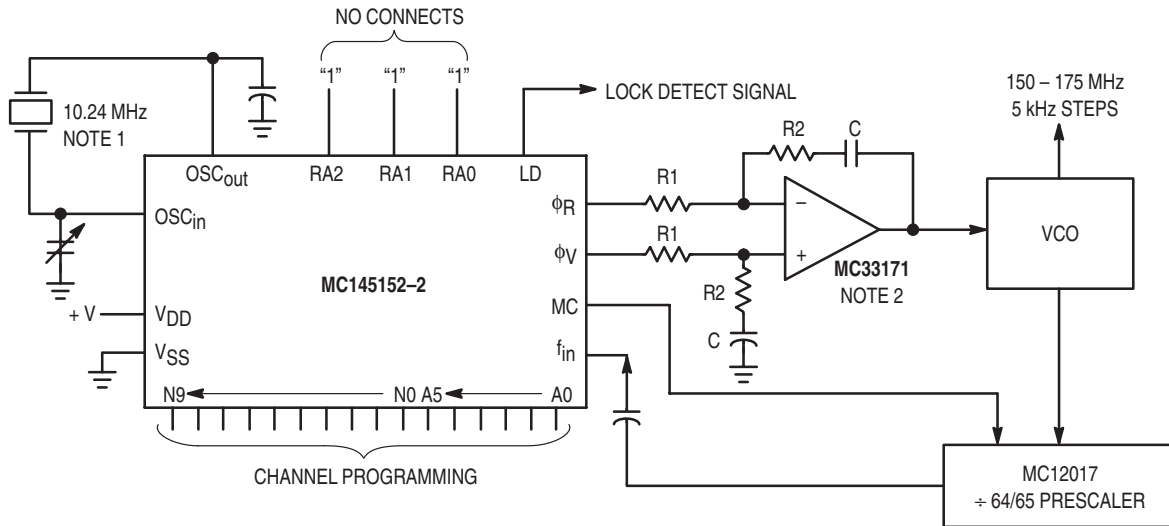 NO CONNECTS
“1” “1” “1”
10.24 MHz
NOTE 1
LOCK DETECT SIGNAL
150 – 175 MHz
5 kHz STEPS
OSCout RA2 RA1 RA0 LD
R2 C
R1
ϕR
OSCin
–
VCO
R1
ϕV
+
MC33171
NOTE 2
MC145152–2
R2
MC
+ V VDD
C
fin
VSS
N9 N0 A5 A0
CHANNEL PROGRAMMING
MC12017
÷ 64/65 PRESCALER